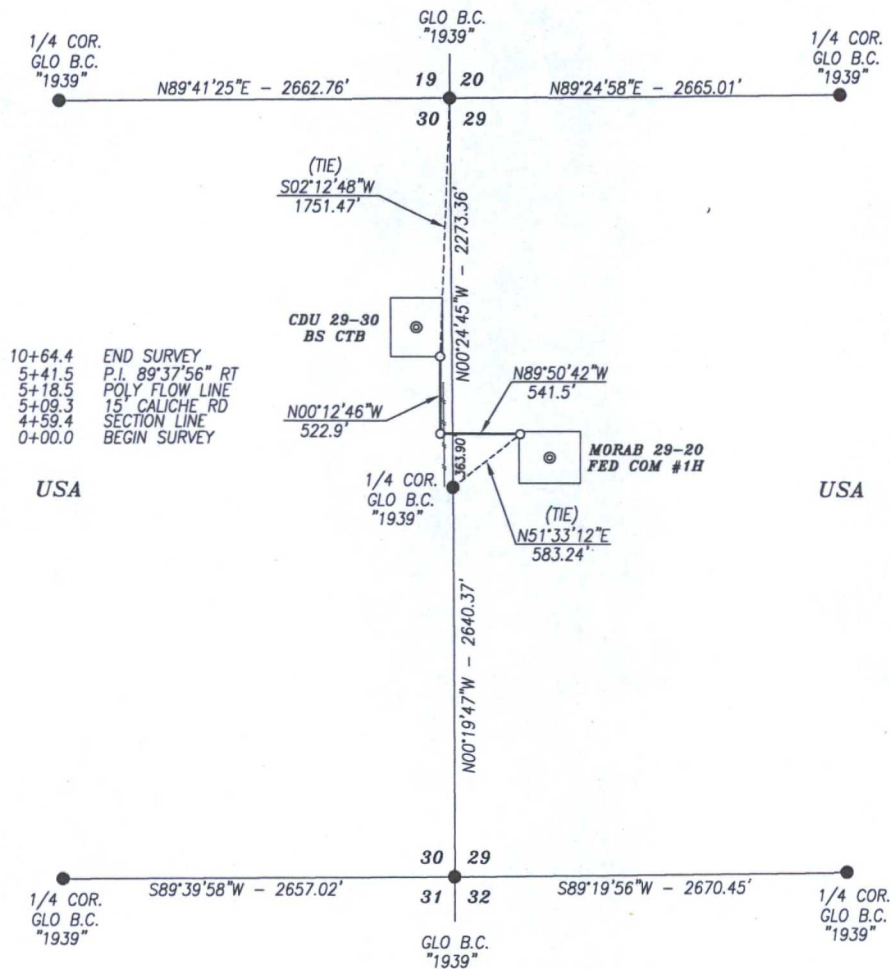 GLO B.C.
"1939"
1/4 COR.
GLO B.C.
"1939"
1/4 COR.
GLO B.C.
"1939"
N89°41'25"E - 2662.76'
19 20
N89°24'58"E - 2665.01'
30 29
(TIE)
S02°12'48"W
1751.47'
N00°24'45"W - 2273.36'
CDU 29-30
BS CTB
10+64.4 END SURVEY
5+41.5 P.I. 89°37'56" RT
5+18.5 POLY FLOW LINE
5+09.3 15' CALICHE RD
4+59.4 SECTION LINE
0+00.0 BEGIN SURVEY
N00°12'46"W
522.9'
N89°50'42"W
541.5'
363.90'
MORAB 29-20
FED COM #1H
1/4 COR.
GLO B.C.
"1939"
USA
USA
(TIE)
N51°33'12"E
583.24'
N00°19'47"W - 2640.37'
30 29
S89°39'58"W - 2657.02'
31 32
S89°19'56"W - 2670.45'
1/4 COR.
GLO B.C.
"1939"
1/4 COR.
GLO B.C.
"1939"
GLO B.C.
"1939"